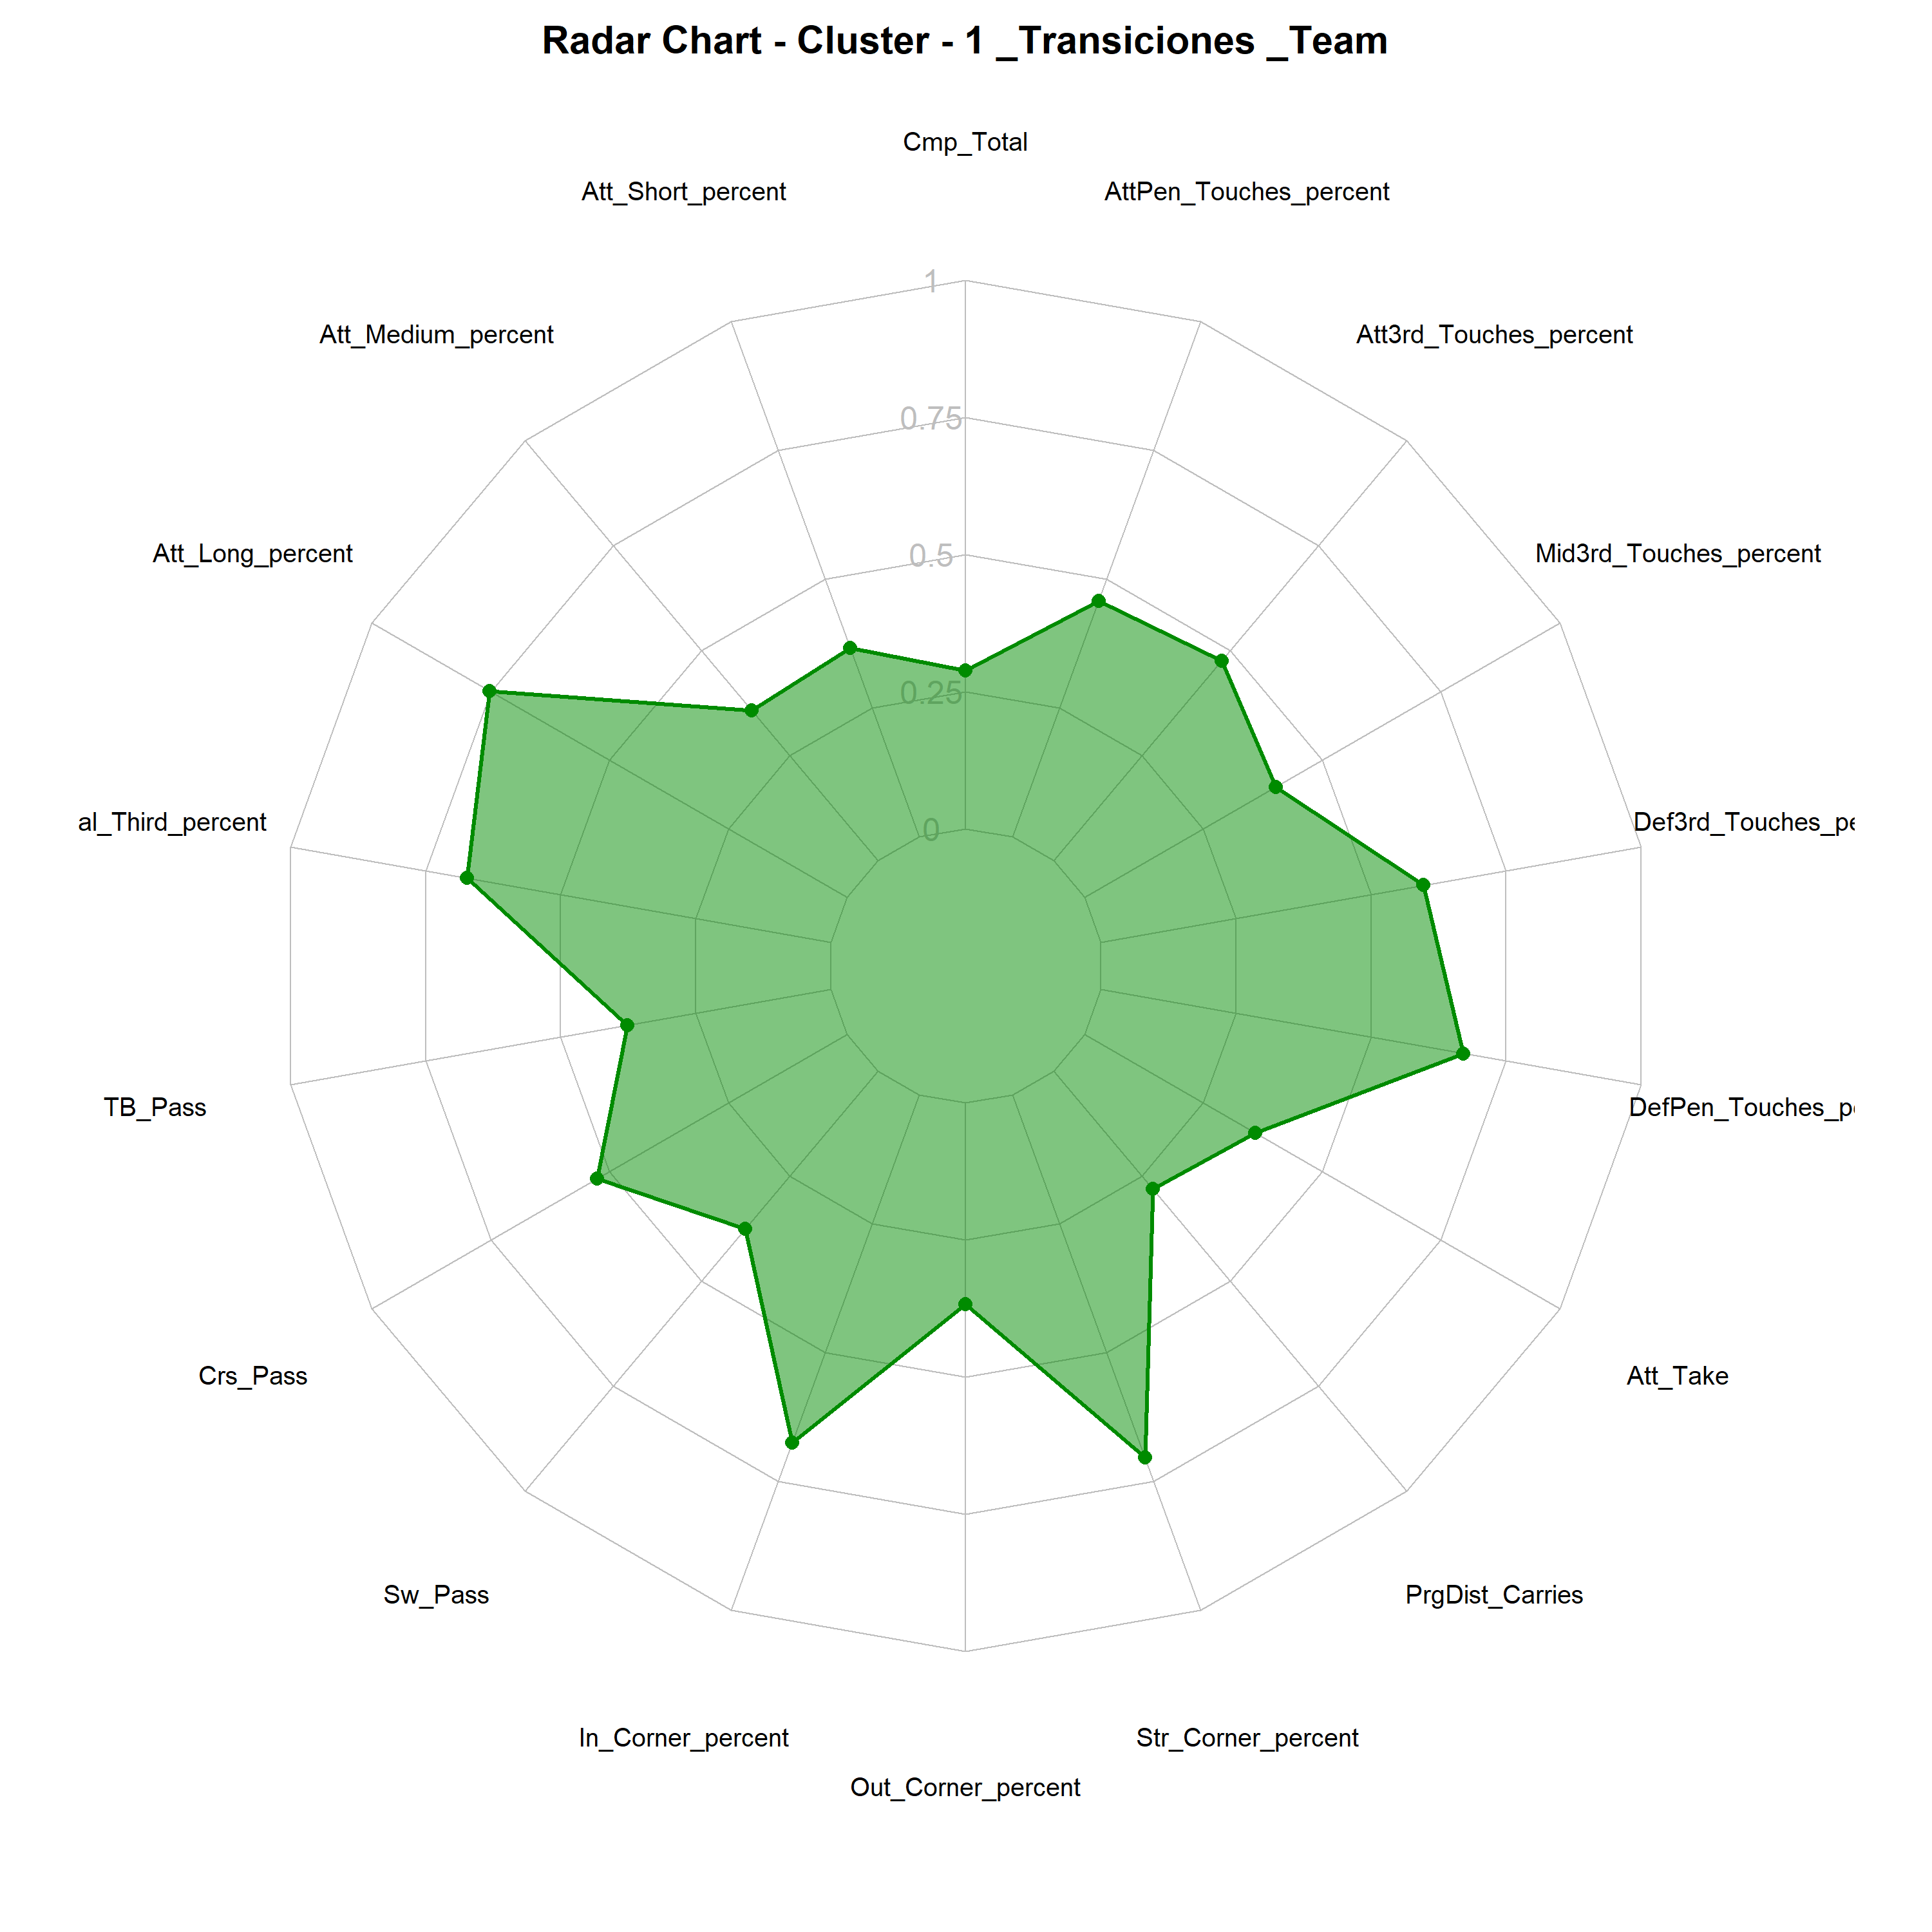 Radar Chart - Cluster - 1 _Transiciones _Team
Cmp_Total
Att_Short_percent
AttPen_Touches_percent
Att_Medium_percent
Att3rd_Touches_percent
Att_Long_percent
Mid3rd_Touches_percent
al_Third_percent
Def3rd_Touches_pe
TB_Pass
DefPen_Touches_p
Crs_Pass
Att_Take
Sw_Pass
PrgDist_Carries
In_Corner_percent
Str_Corner_percent
Out_Corner_percent
1
0.75
0.5
0.25
0